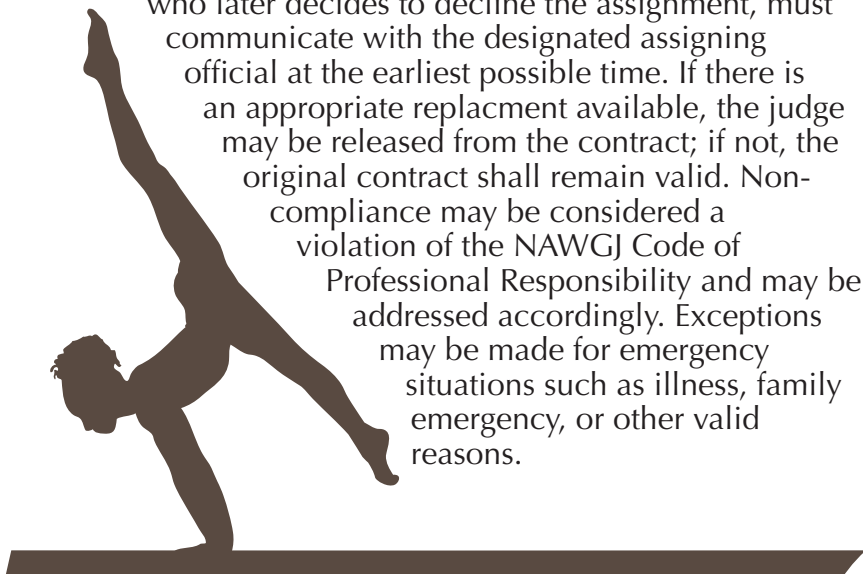 who later decides to decline the assignment, must
communicate with the designated assigning
official at the earliest possible time. If there is
an appropriate replacment available, the judge
may be released from the contract; if not, the
original contract shall remain valid. Non-
compliance may be considered a
violation of the NAWGJ Code of
Professional Responsibility and may be
addressed accordingly. Exceptions
may be made for emergency
situations such as illness, family
emergency, or other valid
reasons.